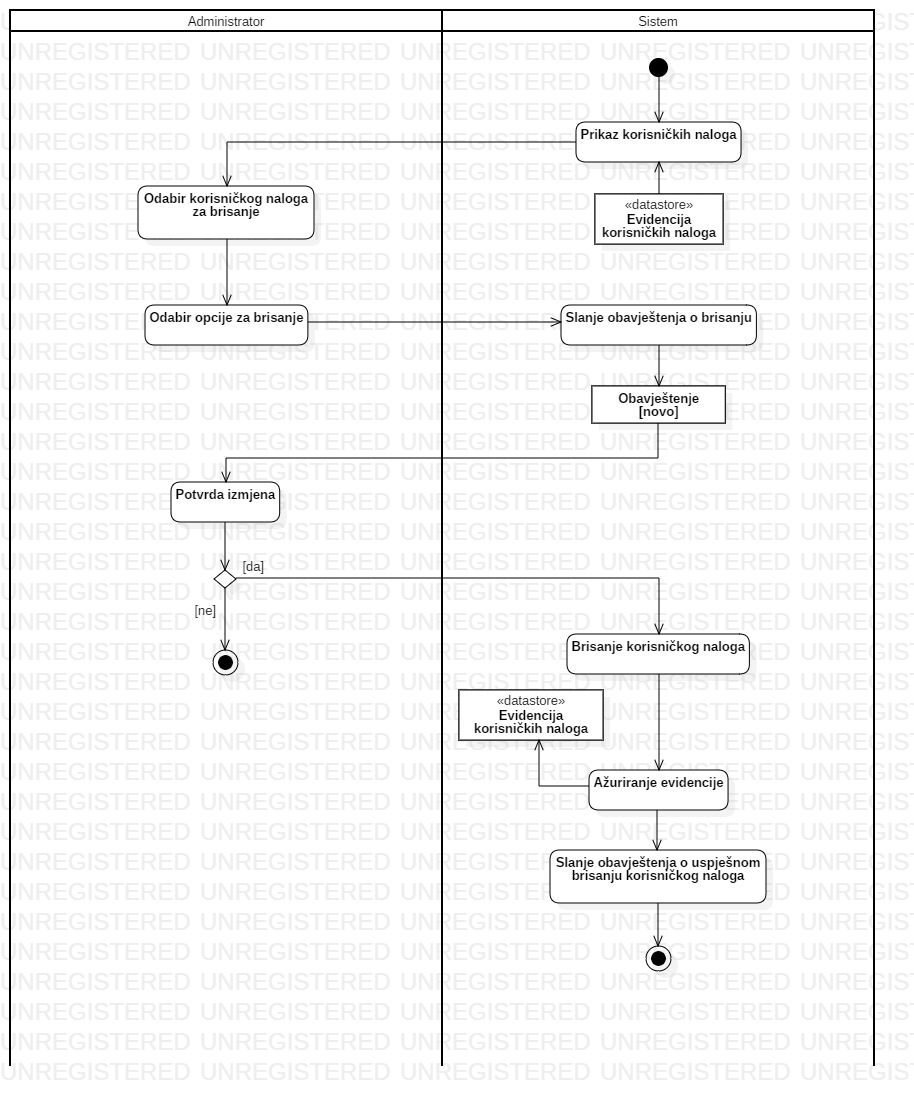 Administrator
Sistem
Prikaz korisničkih naloga
Odabir korisničkog naloga
za brisanje
«datastore»
Evidencija
korisničkih naloga
Odabir opcije za brisanje
Slanje obavještenja o brisanju
Obavještenje
[novo]
Potvrda izmjena
[da]
[ne]
Brisanje korisničkog naloga
«datastore»
Evidencija
korisničkih naloga
Ažuriranje evidencije
Slanje obavještenja o uspješnom
brisanju korisničkog naloga
UNREGISTERED